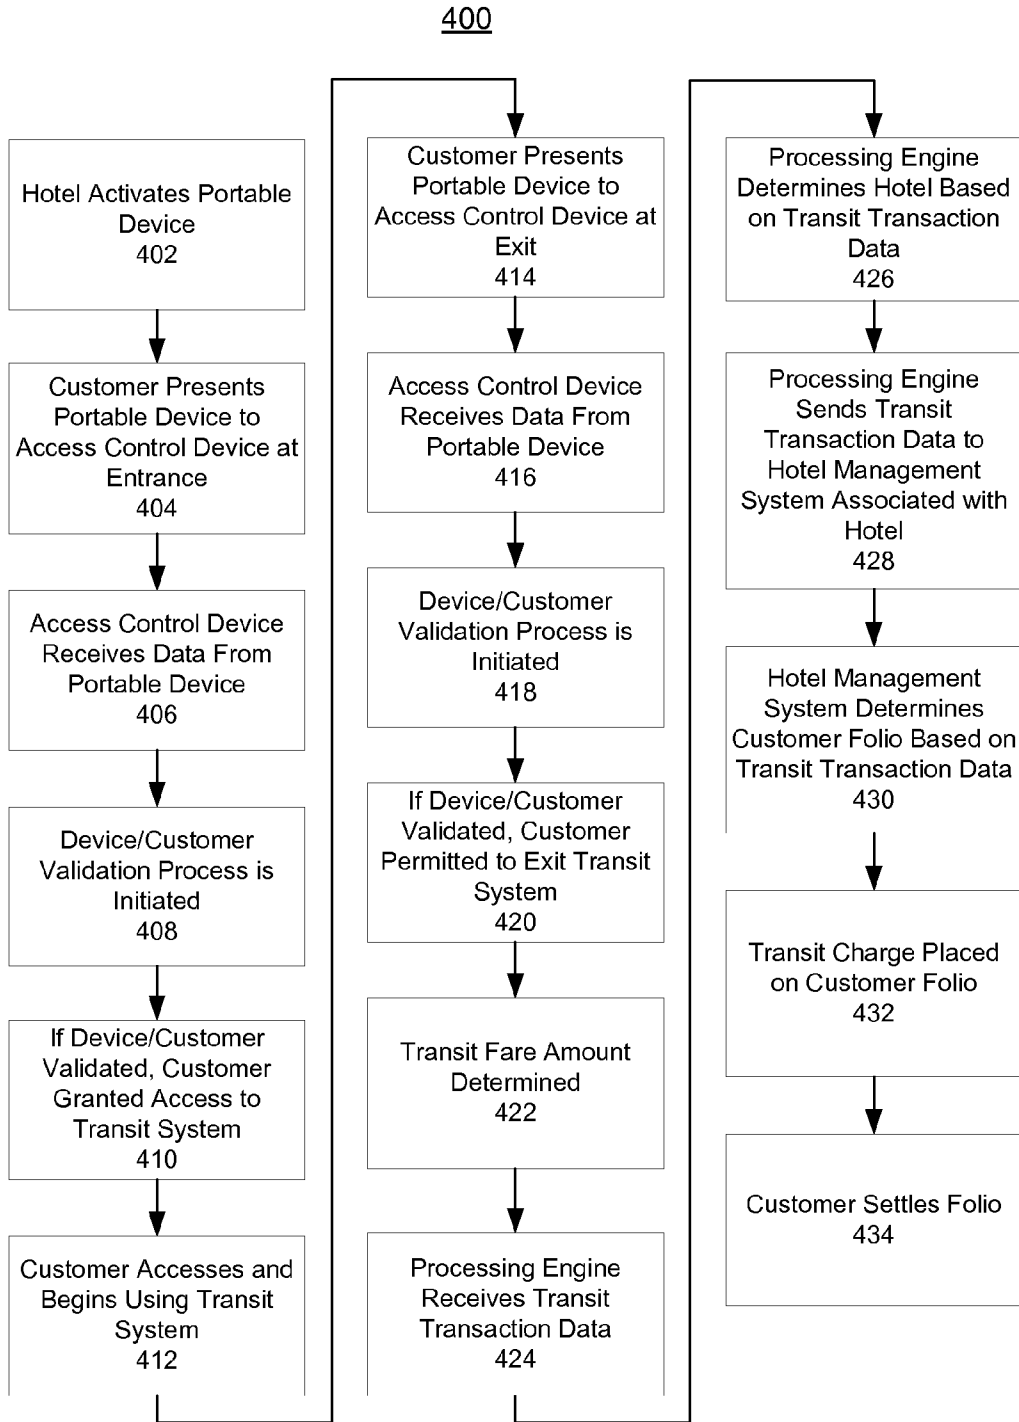 400
Hotel Activates Portable
Device
402
Customer Presents
Portable Device to
Access Control Device at
Entrance
404
Access Control Device
Receives Data From
Portable Device
406
Device/Customer
Validation Process is
Initiated
408
If Device/Customer
Validated, Customer
Granted Access to
Transit System
410
Customer Accesses and
Begins Using Transit
System
412
Customer Presents
Portable Device to
Access Control Device at
Exit
414
Access Control Device
Receives Data From
Portable Device
416
Device/Customer
Validation Process is
Initiated
418
If Device/Customer
Validated, Customer
Permitted to Exit Transit
System
420
Transit Fare Amount
Determined
422
Processing Engine
Receives Transit
Transaction Data
424
Processing Engine
Determines Hotel Based
on Transit Transaction
Data
426
Processing Engine
Sends Transit
Transaction Data to
Hotel Management
System Associated with
Hotel
428
Hotel Management
System Determines
Customer Folio Based on
Transit Transaction Data
430
Transit Charge Placed
on Customer Folio
432
Customer Settles Folio
434